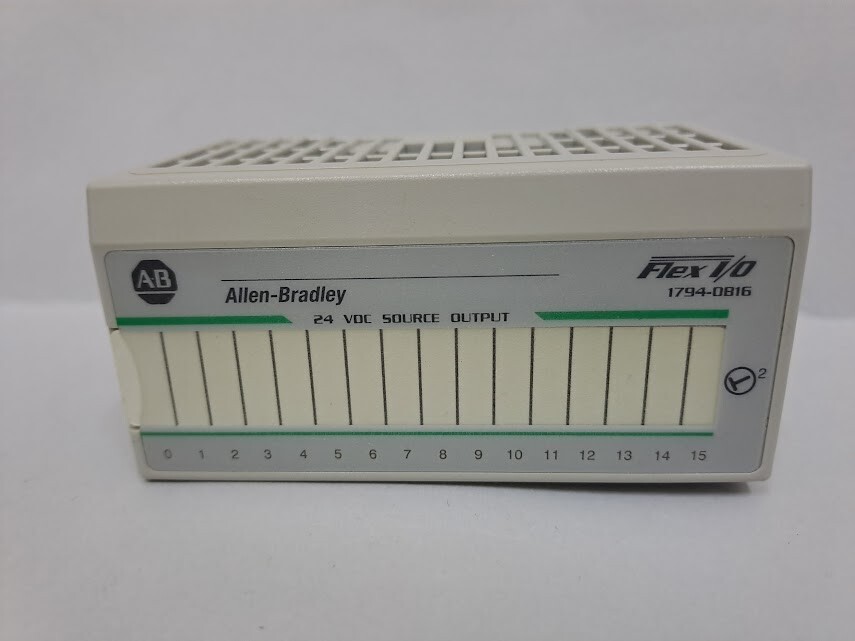 A-B
Flex I/O
Allen-Bradley
1794-OB16
24 VDC SOURCE OUTPUT
2
0 1 2 3 4 5 6 7 8 9 10 11 12 13 14 15